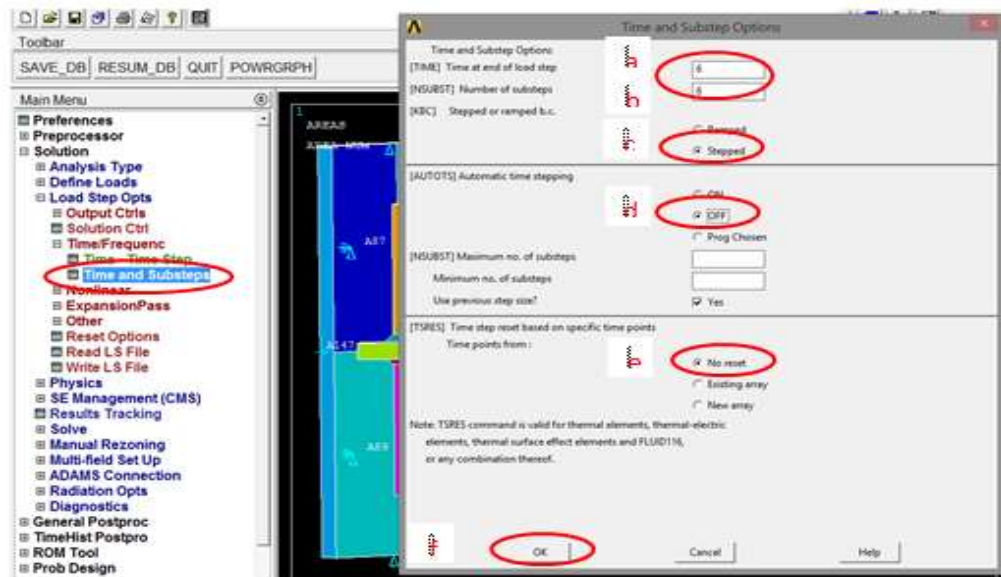 Toolbar
SAVE_DB RESUM_DB QUIT POWRGRPH
Main Menu
Preferences
Preprocessor
Solution
Analysis Type
Define Loads
Load Step Opts
Output Ctrls
Solution Ctrl
Time/Frequenc
Time - Time Step
Time and Substeps
Nonlinear
ExpansionPass
Other
Reset Options
Read LS File
Write LS File
Physics
SE Management (CMS)
Results Tracking
Solve
Manual Rezoning
Multi-field Set Up
ADAMS Connection
Radiation Opts
Diagnostics
General Postproc
TimeHist Postpro
ROM Tool
Prob Design
1
AREAS
AREA NUM
A87
A147
Time and Substep Options
Time and Substep Options
[TIME] Time at end of load step 6
a
[NSUBST] Number of substeps 6
b
[KBC] Stepped or ramped b.c.
Ramped
c Stepped
[AUTOTS] Automatic time stepping
ON
d OFF
Prog Chosen
[NSUBST] Maximum no. of substeps
Minimum no. of substeps
Use previous step size? Yes
[TSRES] Time step reset based on specific time points
Time points from :
e No reset
Existing array
New array
Note: TSRES command is valid for thermal elements, thermal-electric
elements, thermal surface effect elements and FLUID116,
or any combination thereof.
f OK Cancel Help